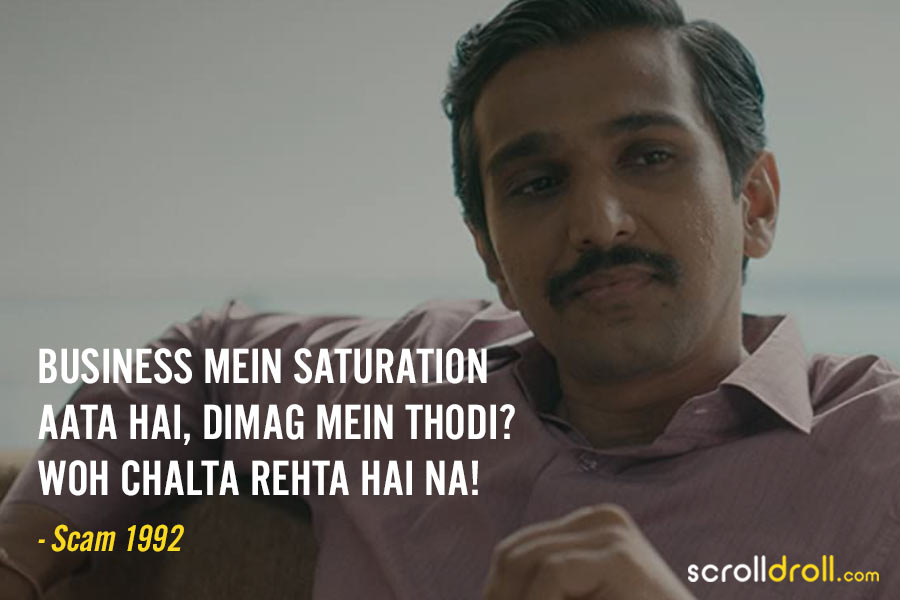 BUSINESS MEIN SATURATION
AATA HAI, DIMAG MEIN THODI?
WOH CHALTA REHTA HAI NA!
- Scam 1992
scrolldroll.com